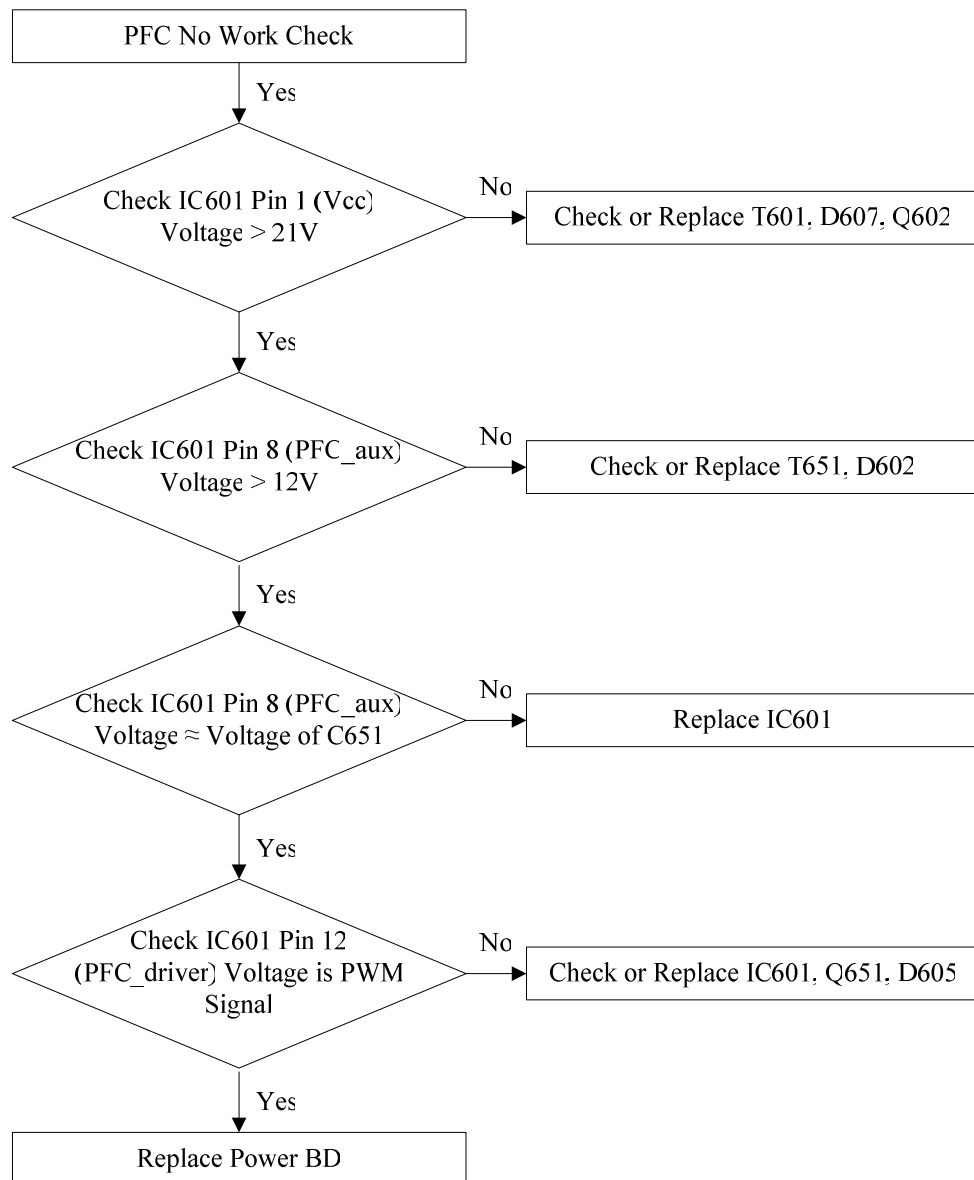 PFC No Work Check
Yes
Check IC601 Pin 1 (Vcc)
Voltage > 21V
No
Check or Replace T601, D607, Q602
Yes
Check IC601 Pin 8 (PFC_aux)
Voltage > 12V
No
Check or Replace T651, D602
Yes
Check IC601 Pin 8 (PFC_aux)
Voltage ≈ Voltage of C651
No
Replace IC601
Yes
Check IC601 Pin 12
(PFC_driver) Voltage is PWM
Signal
No
Check or Replace IC601, Q651, D605
Yes
Replace Power BD